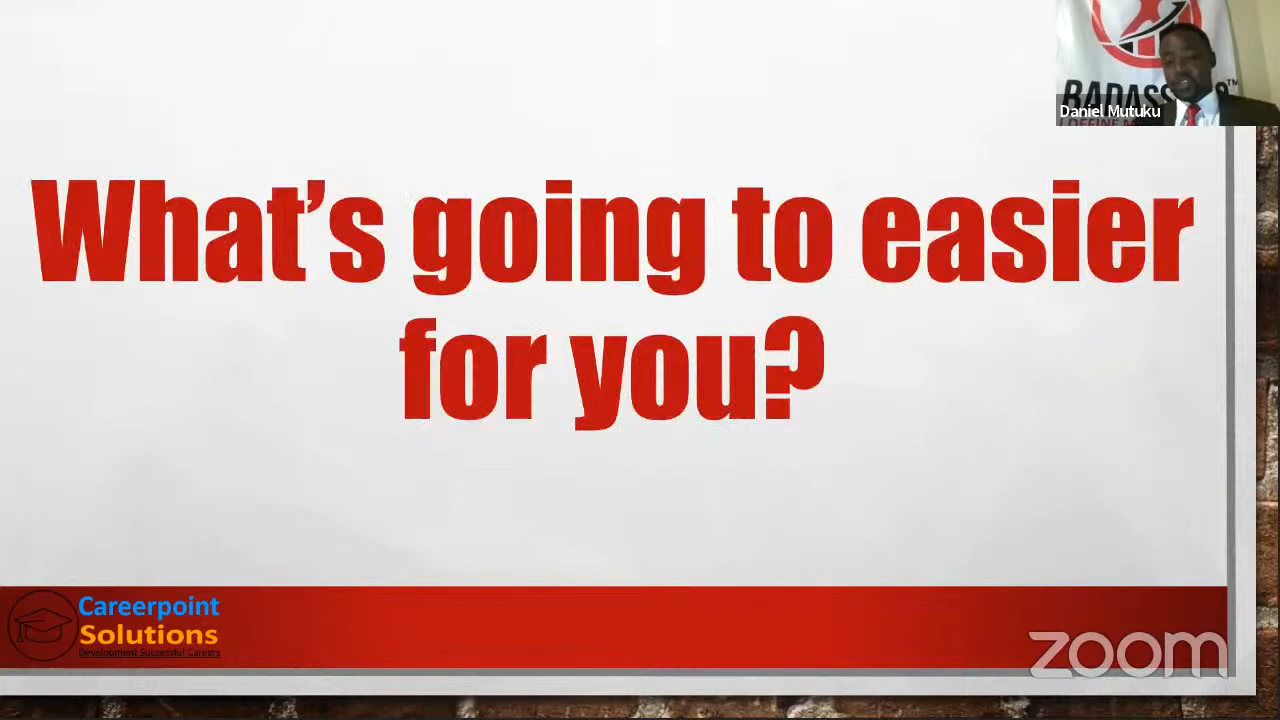 Daniel Mutuku
What's going to easier
for you?
Careerpoint
Solutions
Development Successful Careers
zoom